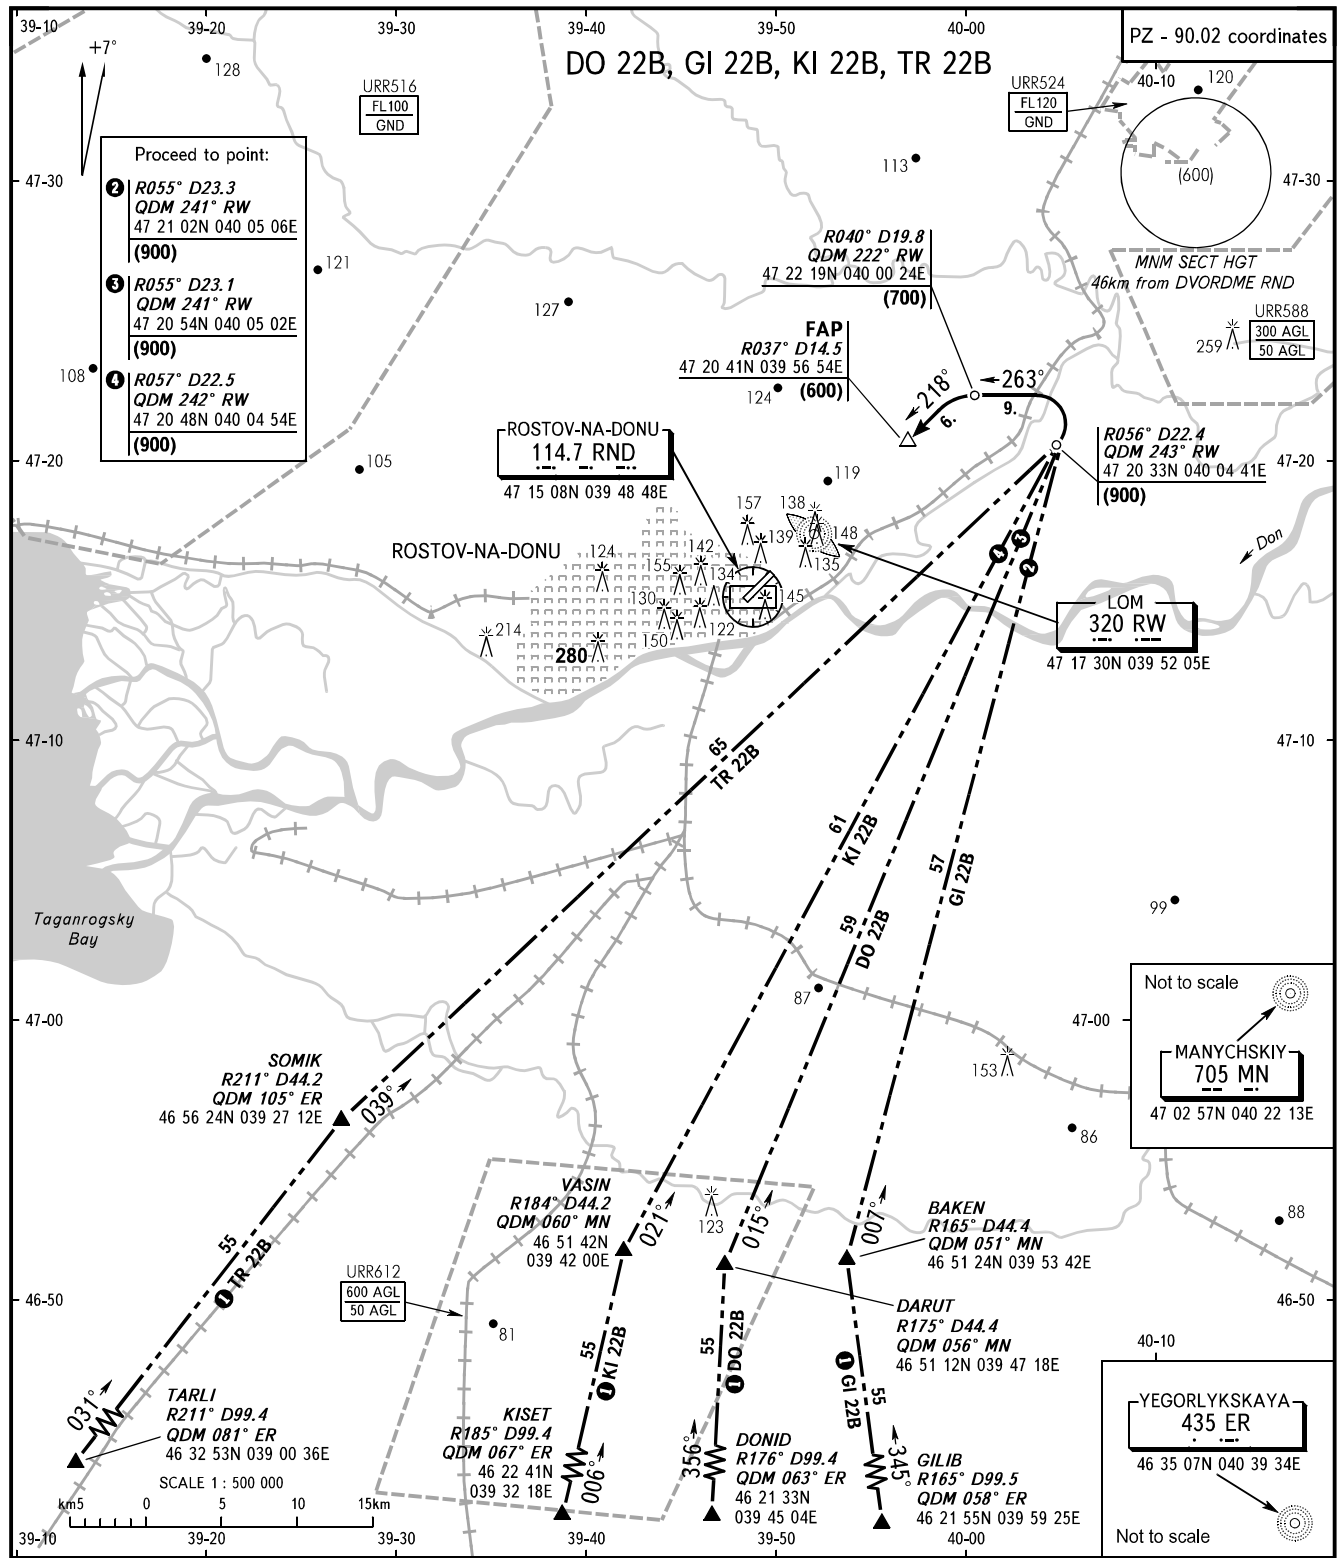 39-10
39-20
39-30
39-40
39-50
40-00
PZ - 90.02 coordinates
+7°
DO 22B, GI 22B, KI 22B, TR 22B
128
URR516
FL100
GND
URR524
FL120
GND
40-10
120
Proceed to point:
2
R055° D23.3
QDM 241° RW
47 21 02N 040 05 06E
(900)
3
R055° D23.1
QDM 241° RW
47 20 54N 040 05 02E
(900)
4
R057° D22.5
QDM 242° RW
47 20 48N 040 04 54E
(900)
47-30
113
(600)
47-30
121
127
R040° D19.8
QDM 222° RW
47 22 19N 040 00 24E
(700)
MNM SECT HGT
46km from DVORDME RND
URR588
300 AGL
50 AGL
259
FAP
R037° D14.5
47 20 41N 039 56 54E
(600)
108
124
218°
6.
263°
9.
R056° D22.4
QDM 243° RW
47 20 33N 040 04 41E
(900)
47-20
105
ROSTOV-NA-DONU
114.7 RND
47 15 08N 039 48 48E
119
47-20
157
138
139
148
135
ROSTOV-NA-DONU
124
155
142
134
130
145
150
122
214
280
4
3
2
Don
LOM
320 RW
47 17 30N 039 52 05E
47-10
47-10
65
TR 22B
61
KI 22B
59
DO 22B
57
GI 22B
Taganrogsky
Bay
99
87
Not to scale
MANYCHSKIY
705 MN
47 02 57N 040 22 13E
47-00
47-00
153
SOMIK
R211° D44.2
QDM 105° ER
46 56 24N 039 27 12E
039°
86
VASIN
R184° D44.2
QDM 060° MN
46 51 42N
039 42 00E
021°
123
015°
007°
BAKEN
R165° D44.4
QDM 051° MN
46 51 24N 039 53 42E
88
55
1 TR 22B
URR612
600 AGL
50 AGL
46-50
81
55
1 KI 22B
55
1 DO 22B
1 GI 22B
55
DARUT
R175° D44.4
QDM 056° MN
46 51 12N 039 47 18E
46-50
40-10
031°
TARLI
R211° D99.4
QDM 081° ER
46 32 53N 039 00 36E
KISET
R185° D99.4
QDM 067° ER
46 22 41N
039 32 18E
006°
356°
DONID
R176° D99.4
QDM 063° ER
46 21 33N
039 45 04E
345°
GILIB
R165° D99.5
QDM 058° ER
46 21 55N 039 59 25E
YEGORLYKSKAYA
435 ER
46 35 07N 040 39 34E
Not to scale
SCALE 1 : 500 000
km5 0 5 10 15km
39-10
39-20
39-30
39-40
39-50
40-00